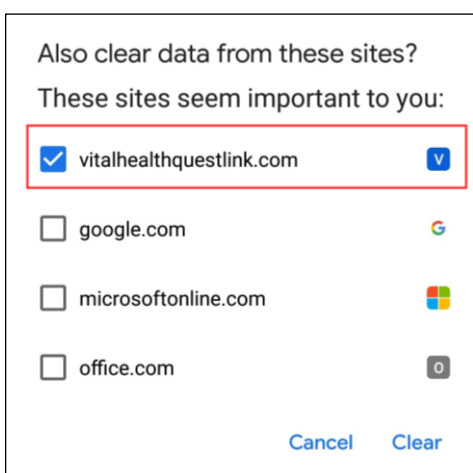 Also clear data from these sites?
These sites seem important to you:
vitalhealthquestlink.com V
google.com G
microsoftonline.com
office.com O
Cancel Clear